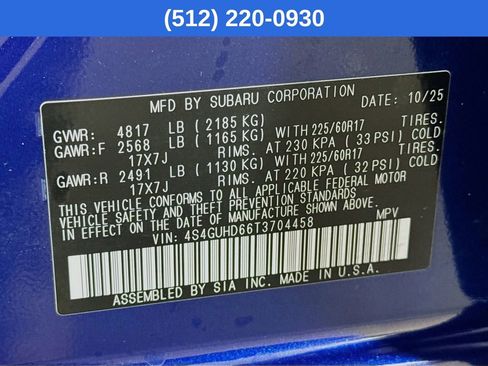 (512) 220-0930
MFD BY SUBARU CORPORATION DATE: 10/25
GVWR: 4817 LB (2185 KG)
GAWR:F 2568 LB (1165 KG) WITH 225/60R17 TIRES.
17X7J RIMS. AT 230 KPA ( 33 PSI) COLD
GAWR:R 2491 LB (1130 KG) WITH 225/60R17 TIRES.
17X7J RIMS. AT 220 KPA ( 32 PSI) COLD
THIS VEHICLE CONFORMS TO ALL APPLICABLE FEDERAL MOTOR
VEHICLE SAFETY AND THEFT PREVENTION STANDARDS
IN EFFECT ON THE DATE OF MANUFACTURE SHOWN ABOVE.
VIN: 4S4GUHD66T3704458 MPV
ASSEMBLED BY SIA INC. MADE IN U.S.A.